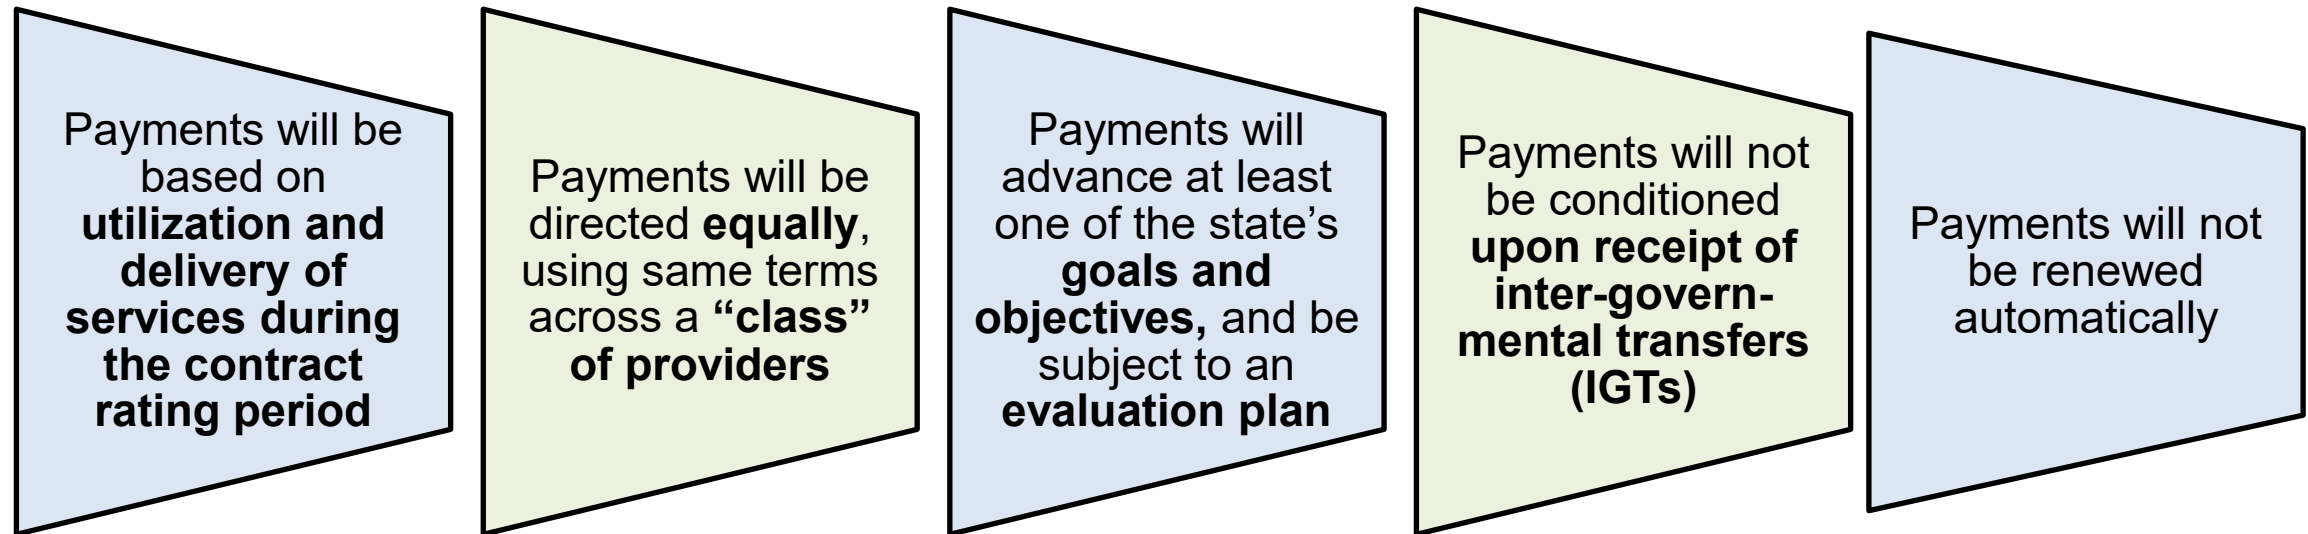 Payments will be
based on
utilization and
delivery of
services during
the contract
rating period
Payments will be
directed equally,
using same terms
across a “class”
of providers
Payments will
advance at least
one of the state’s
goals and
objectives, and be
subject to an
evaluation plan
Payments will not
be conditioned
upon receipt of
inter-govern-
mental transfers
(IGTs)
Payments will not
be renewed
automatically